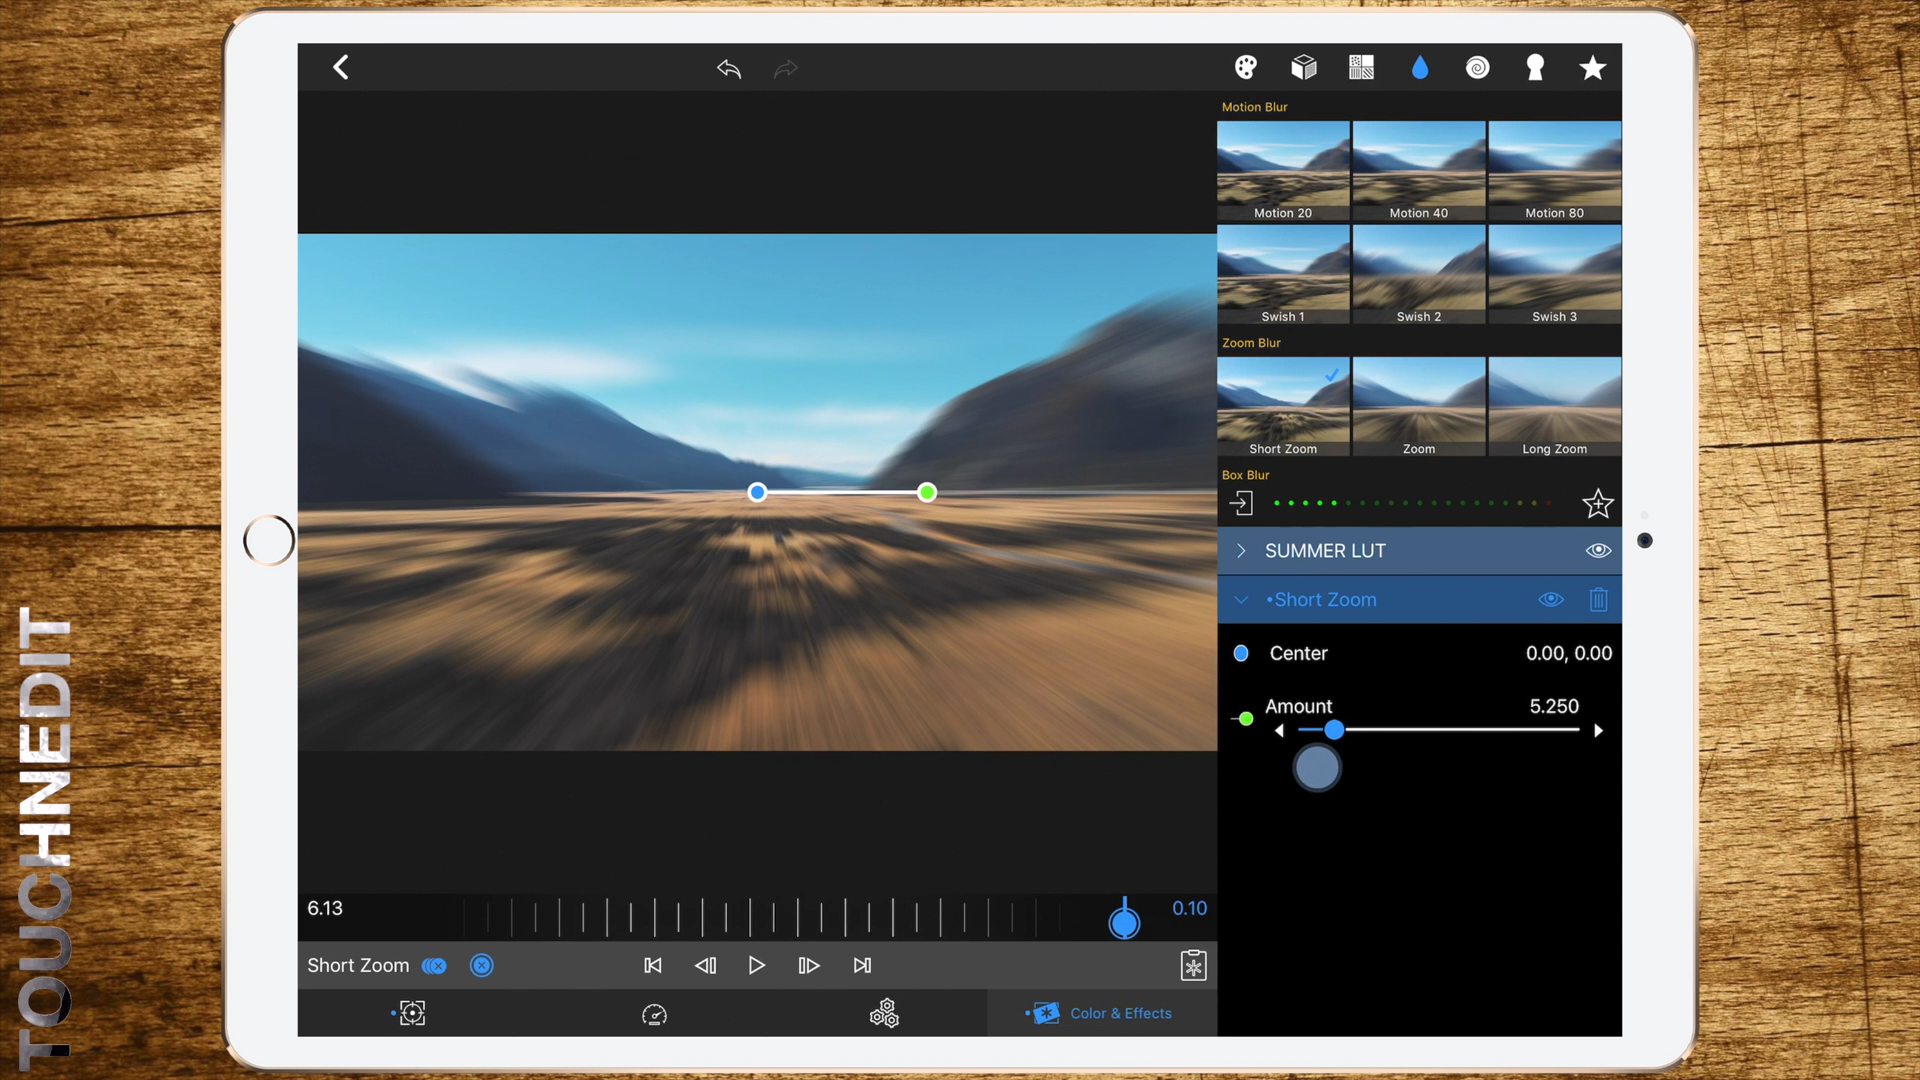 Motion Blur
Motion 20
Motion 40
Motion 80
Swish 1
Swish 2
Swish 3
Zoom Blur
Short Zoom
Zoom
Long Zoom
Box Blur
SUMMER LUT
•Short Zoom
Center
0.00, 0.00
Amount
5.250
6.13
0.10
Short Zoom
Color & Effects
TOUCHNEDIT